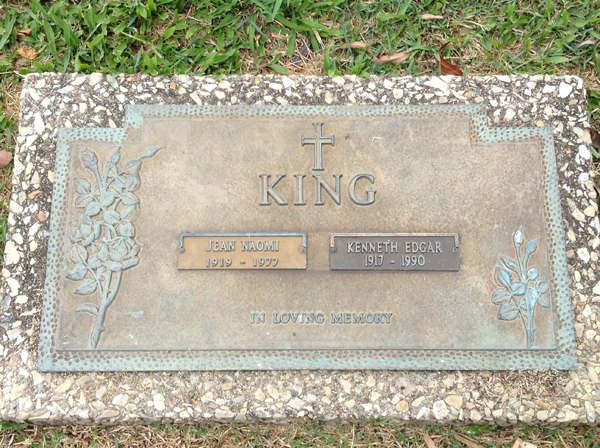 KING
JEAN NAOMI
1919 - 1977
KENNETH EDGAR
1917 - 1990
IN LOVING MEMORY